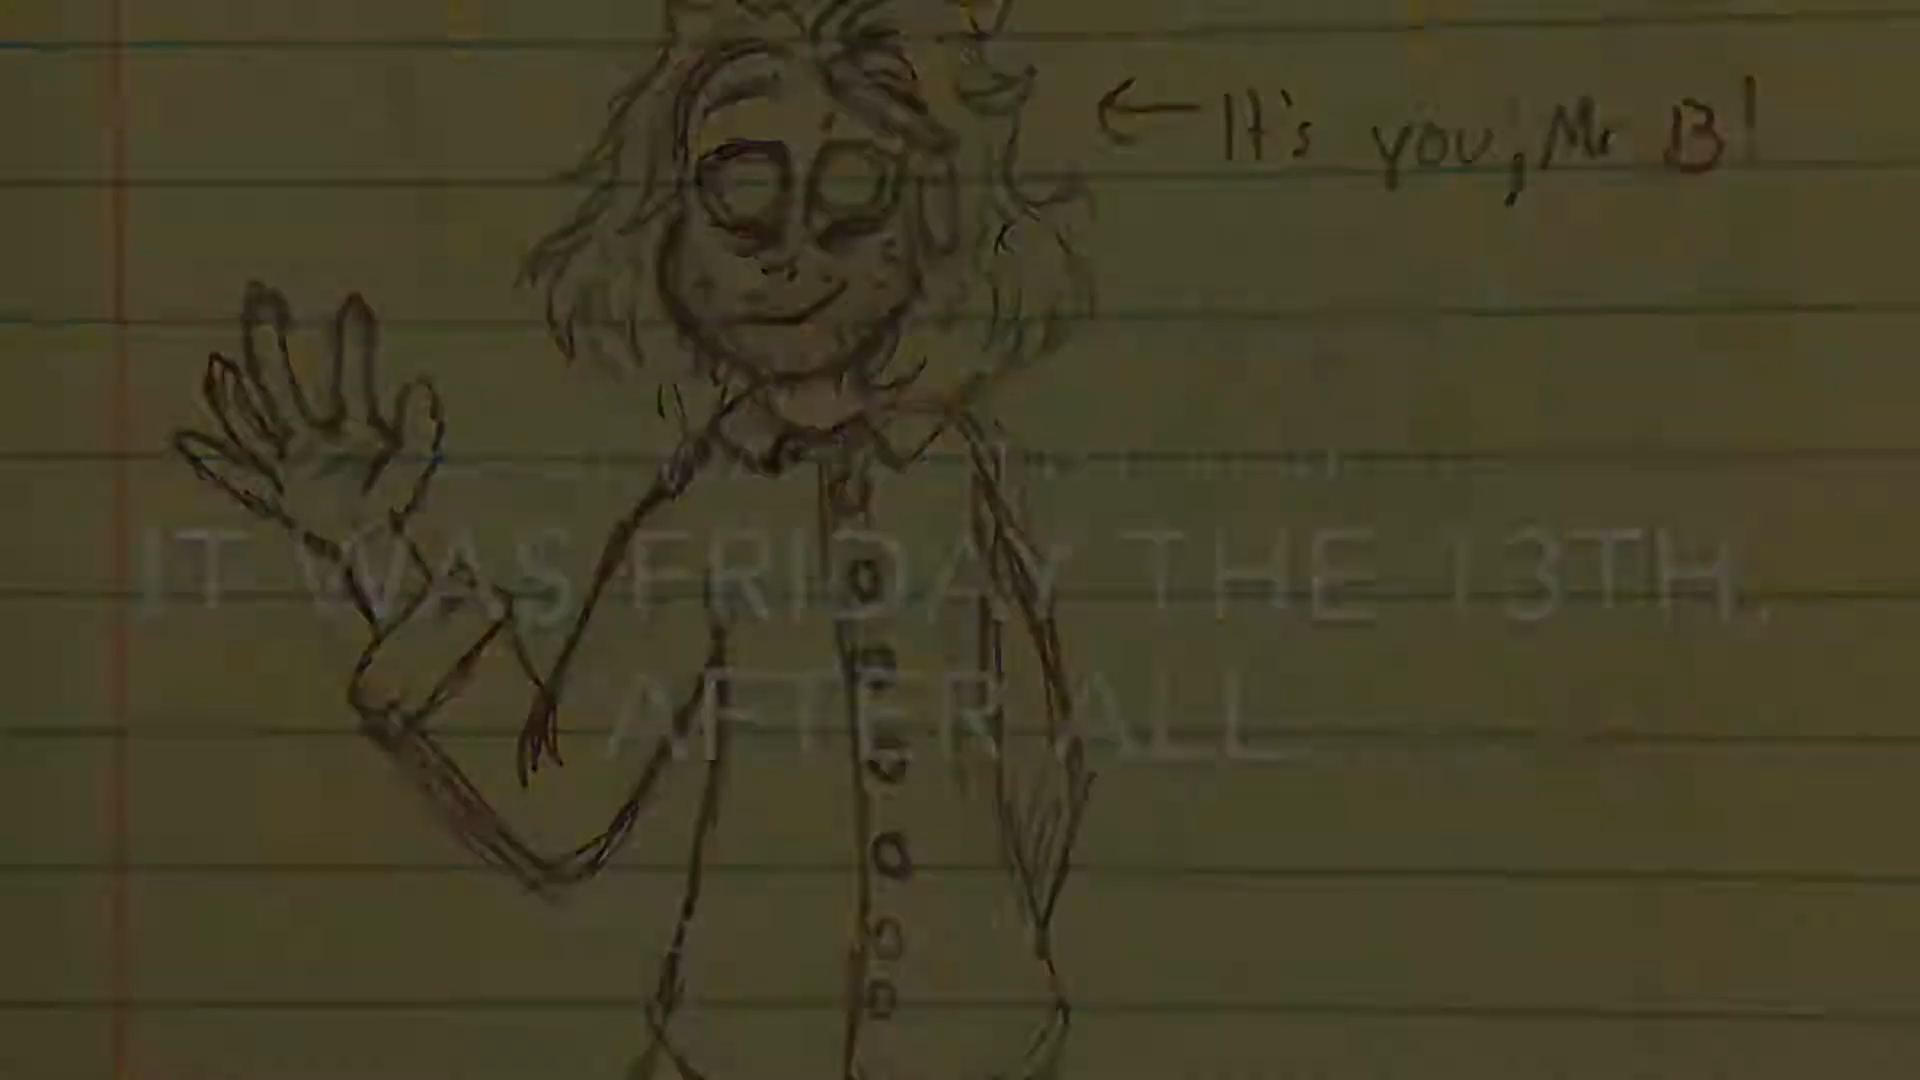 ← It's you, Mr B!
IT WAS FRIDAY THE 13TH,
AFTER ALL